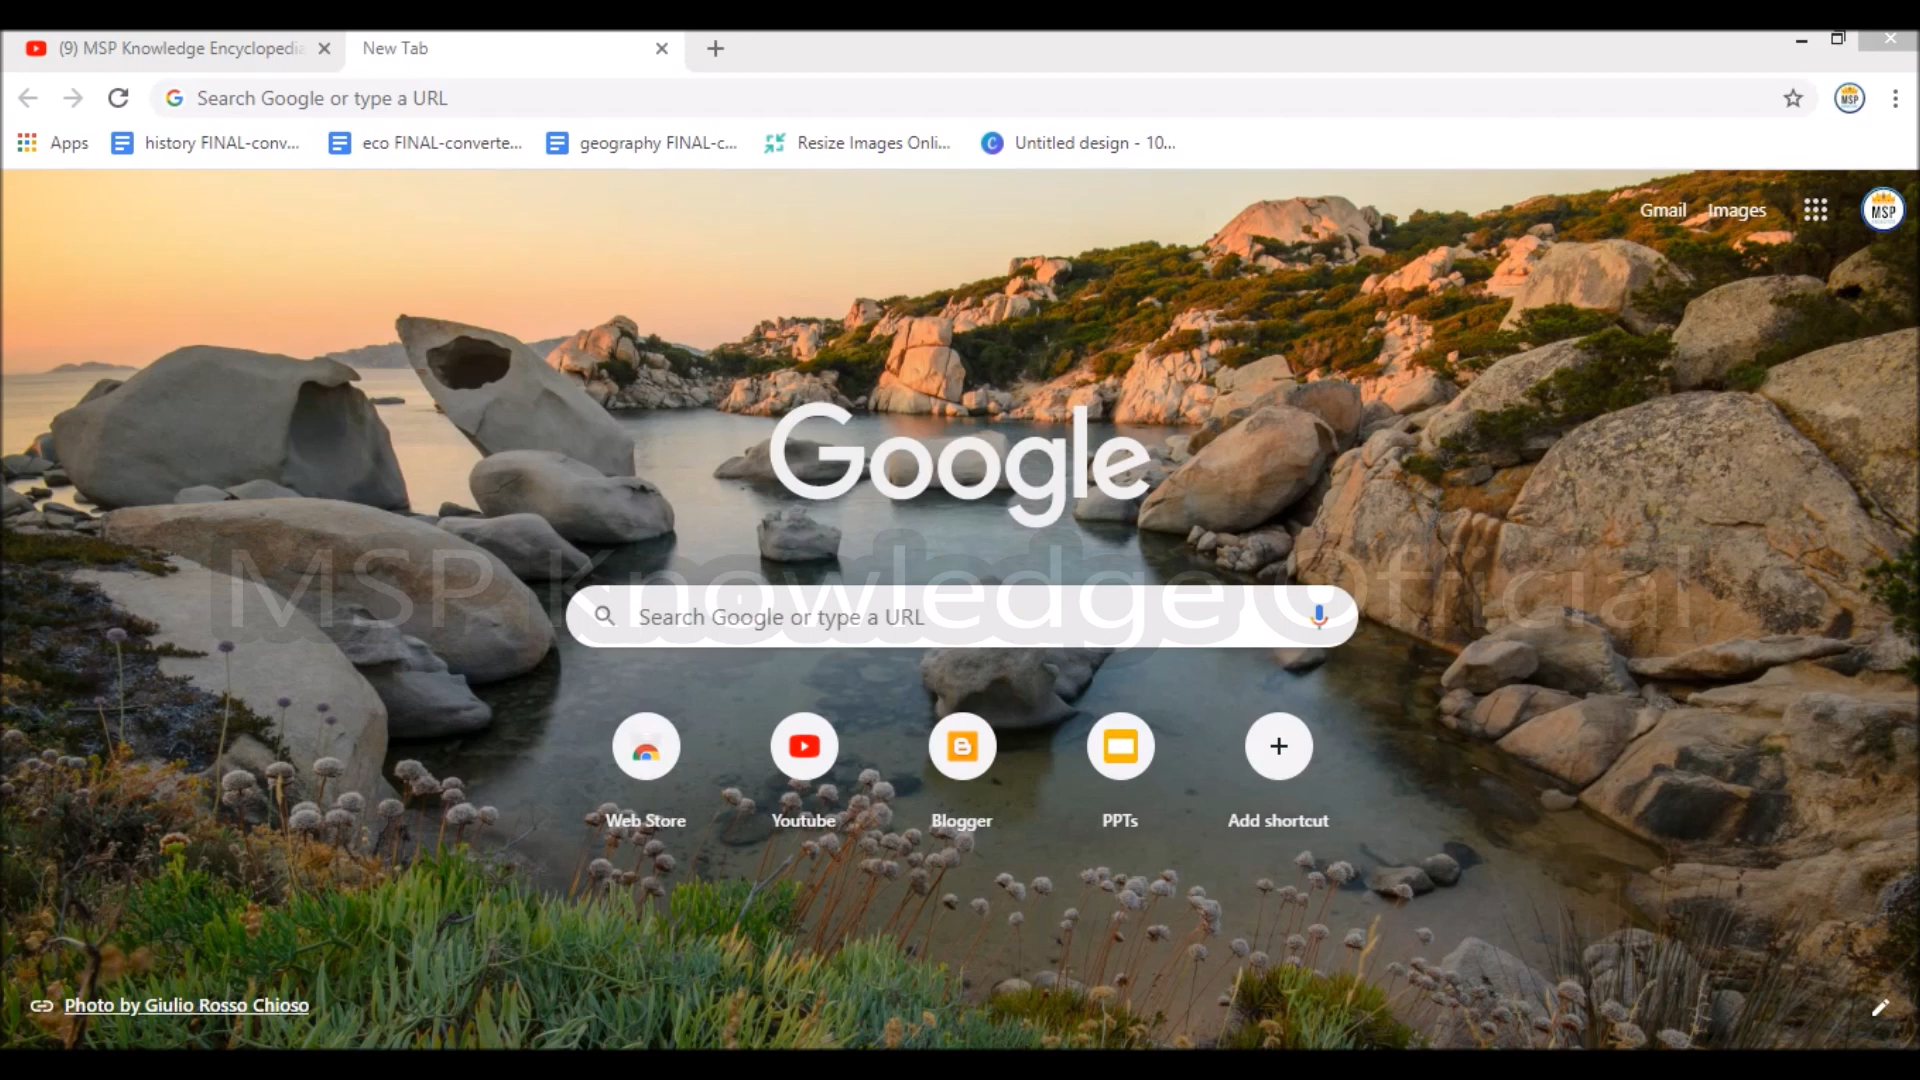 (9) MSP Knowledge Encyclopedia
New Tab
Search Google or type a URL
MSP
Apps
history FINAL-conv...
eco FINAL-converte...
geography FINAL-c...
Resize Images Onli...
C
Untitled design - 10...
Gmail
Images
MSP
Google
MSP Knowledge Official
Search Google or type a URL
Web Store
Youtube
Blogger
PPTs
Add shortcut
Photo by Giulio Rosso Chioso